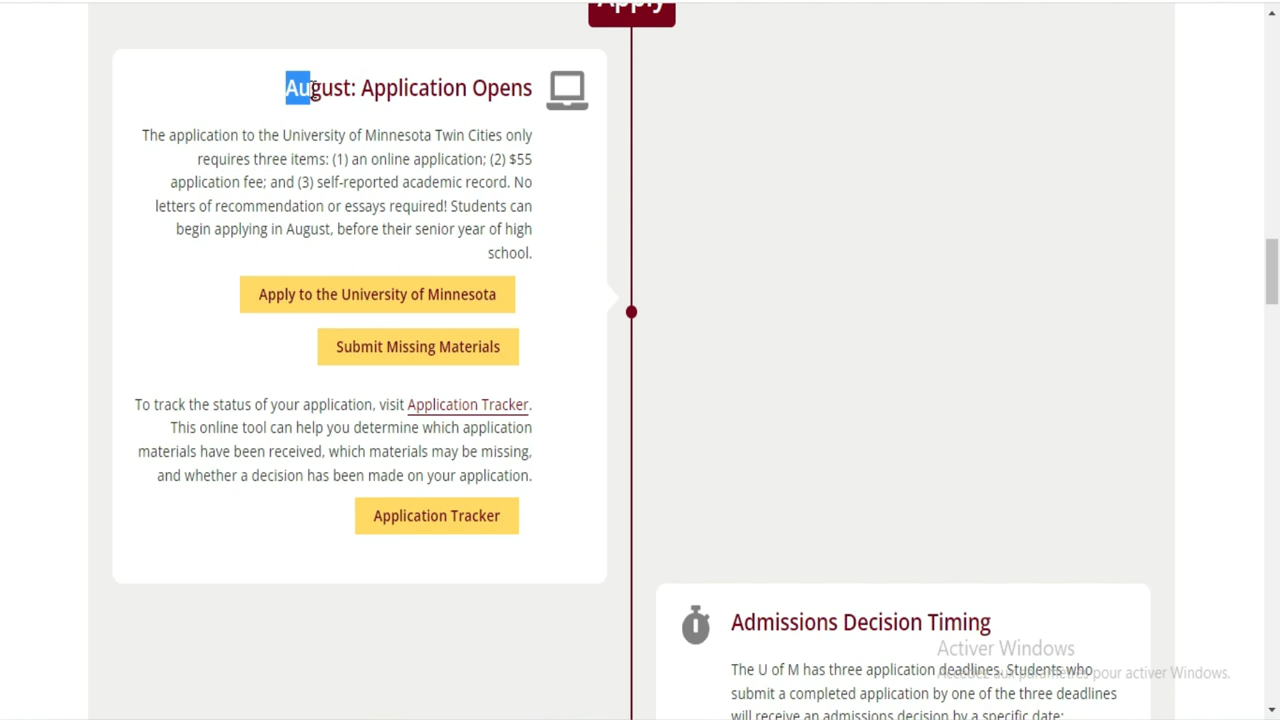 Apply
August: Application Opens
The application to the University of Minnesota Twin Cities only
requires three items: (1) an online application; (2) $55
application fee; and (3) self-reported academic record. No
letters of recommendation or essays required! Students can
begin applying in August, before their senior year of high
school.
Apply to the University of Minnesota
Submit Missing Materials
To track the status of your application, visit Application Tracker.
This online tool can help you determine which application
materials have been received, which materials may be missing,
and whether a decision has been made on your application.
Application Tracker
Admissions Decision Timing
The U of M has three application deadlines. Students who
submit a completed application by one of the three deadlines
will receive an admissions decision by a specific date:
Activer Windows
Accédez aux paramètres pour activer Windows.